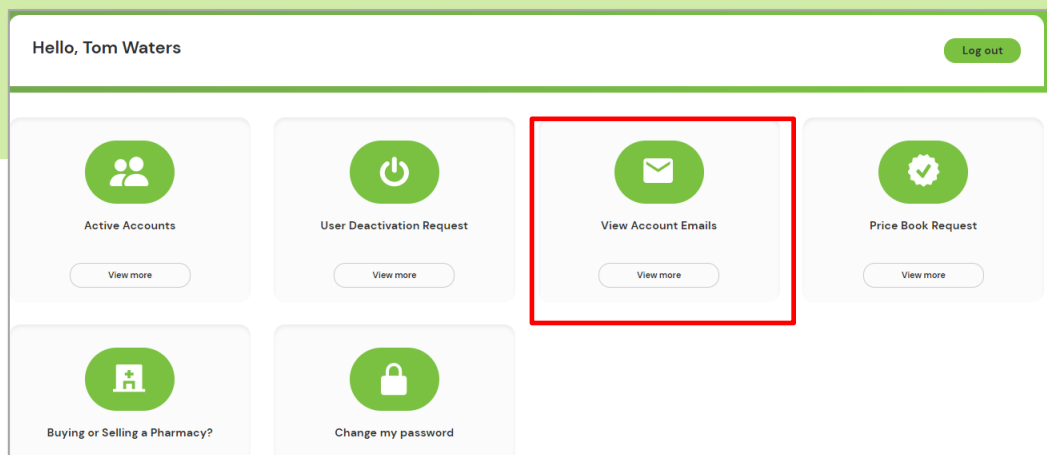 Hello, Tom Waters
Log out
Active Accounts
User Deactivation Request
View Account Emails
Price Book Request
View more
View more
View more
View more
Buying or Selling a Pharmacy?
Change my password